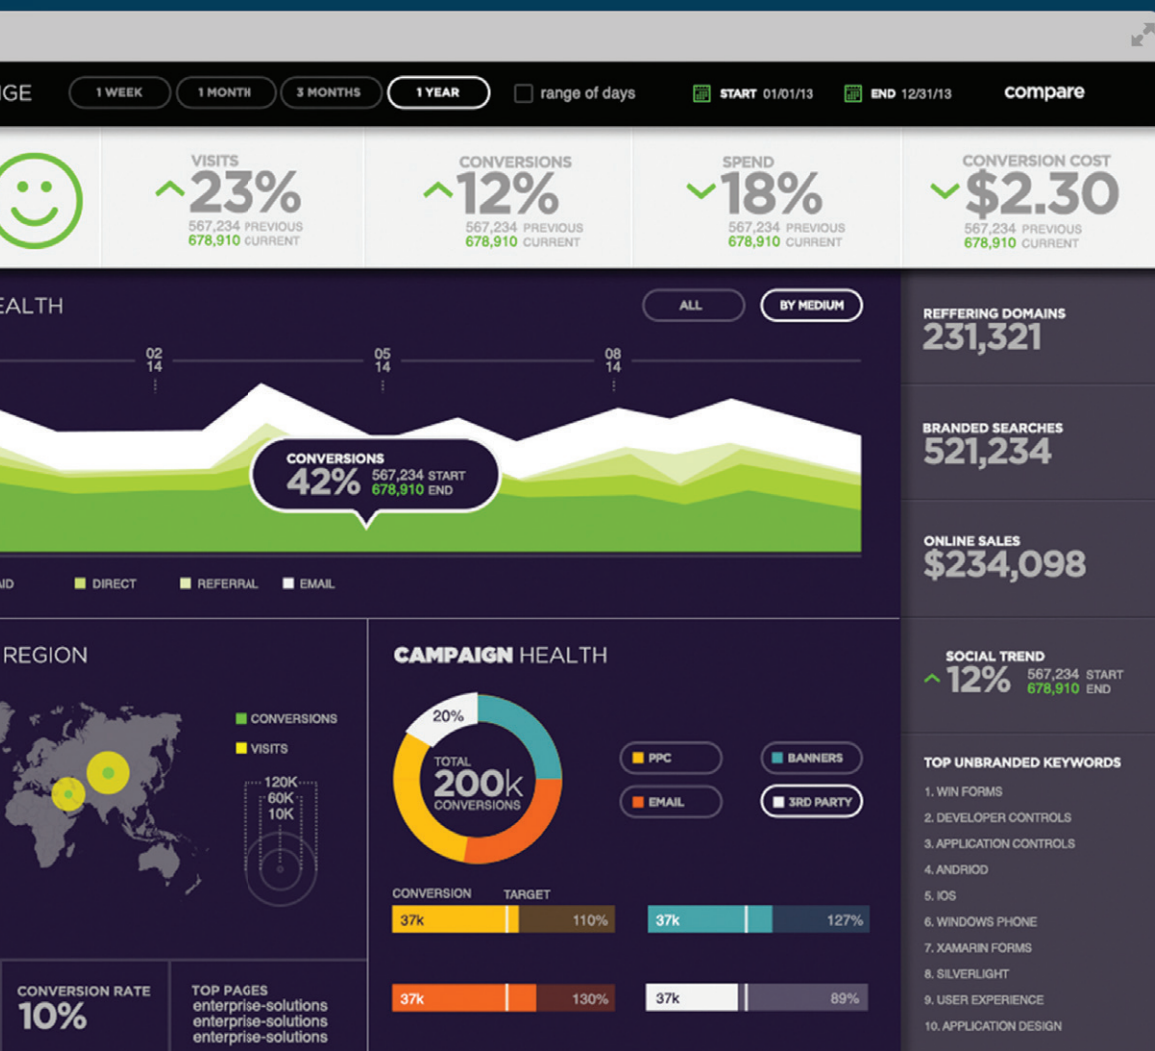 NGE
1 WEEK
1 MONTH
3 MONTHS
1 YEAR
range of days
START 01/01/13
END 12/31/13
compare
VISITS
23%
567,234 PREVIOUS
678,910 CURRENT
CONVERSIONS
12%
567,234 PREVIOUS
678,910 CURRENT
SPEND
18%
567,234 PREVIOUS
678,910 CURRENT
CONVERSION COST
$2.30
567,234 PREVIOUS
678,910 CURRENT
EALTH
ALL
BY MEDIUM
02
14
05
14
08
14
CONVERSIONS
42%
567,234 START
678,910 END
AID
DIRECT
REFERRAL
EMAIL
REFFERING DOMAINS
231,321
BRANDED SEARCHES
521,234
ONLINE SALES
$234,098
SOCIAL TREND
12%
567,234 START
678,910 END
REGION
CONVERSIONS
VISITS
120K
60K
10K
CONVERSION RATE
10%
TOP PAGES
enterprise-solutions
enterprise-solutions
enterprise-solutions
CAMPAIGN HEALTH
20%
TOTAL
200k
CONVERSIONS
PPC
BANNERS
EMAIL
3RD PARTY
CONVERSION
TARGET
37k
110%
37k
127%
37k
130%
37k
89%
TOP UNBRANDED KEYWORDS
1. WIN FORMS
2. DEVELOPER CONTROLS
3. APPLICATION CONTROLS
4. ANDRIOD
5. IOS
6. WINDOWS PHONE
7. XAMARIN FORMS
8. SILVERLIGHT
9. USER EXPERIENCE
10. APPLICATION DESIGN